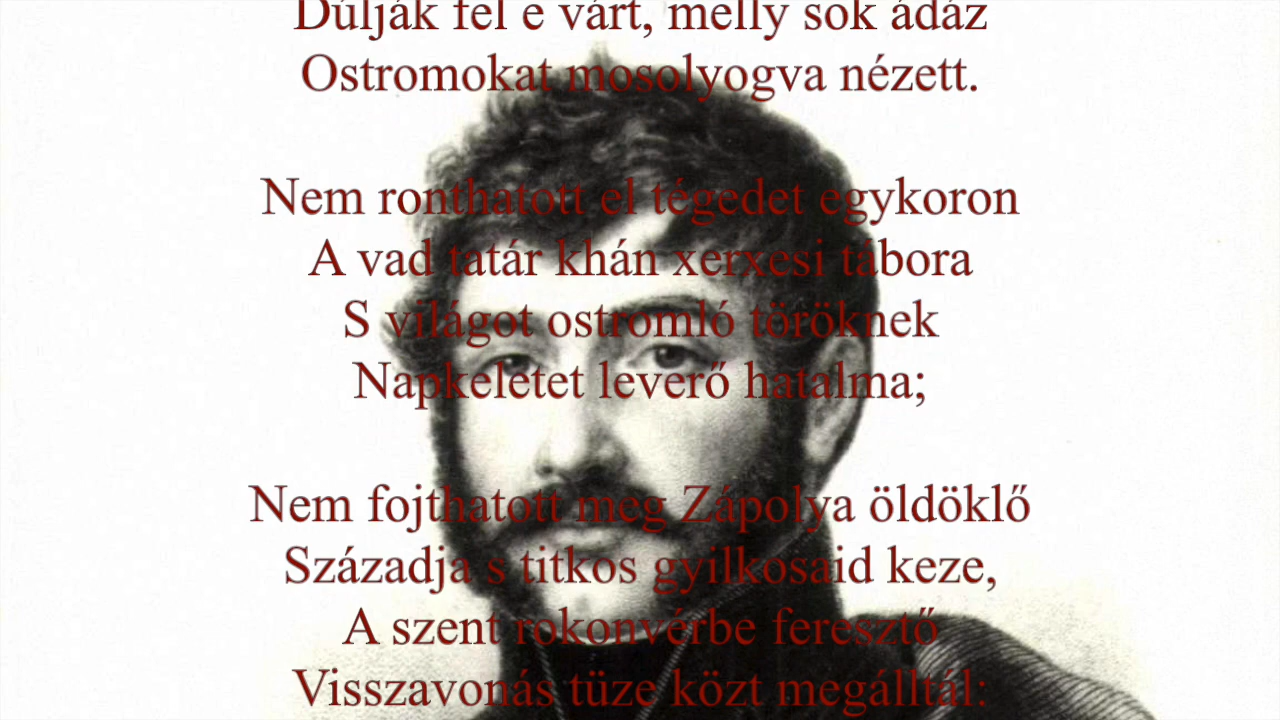 Dúlják fel e várt, melly sok ádáz
Ostromokat mosolyogva nézett.
Nem ronthatott el tégedet egykoron
A vad tatár khán xerxesi tábora
S világot ostromló töröknek
Napkeletet leverő hatalma;
Nem fojthatott meg Zápolya öldöklő
Századja s titkos gyilkosaid keze,
A szent rokonvérbe feresztő
Visszavonás tüze közt megálltál: